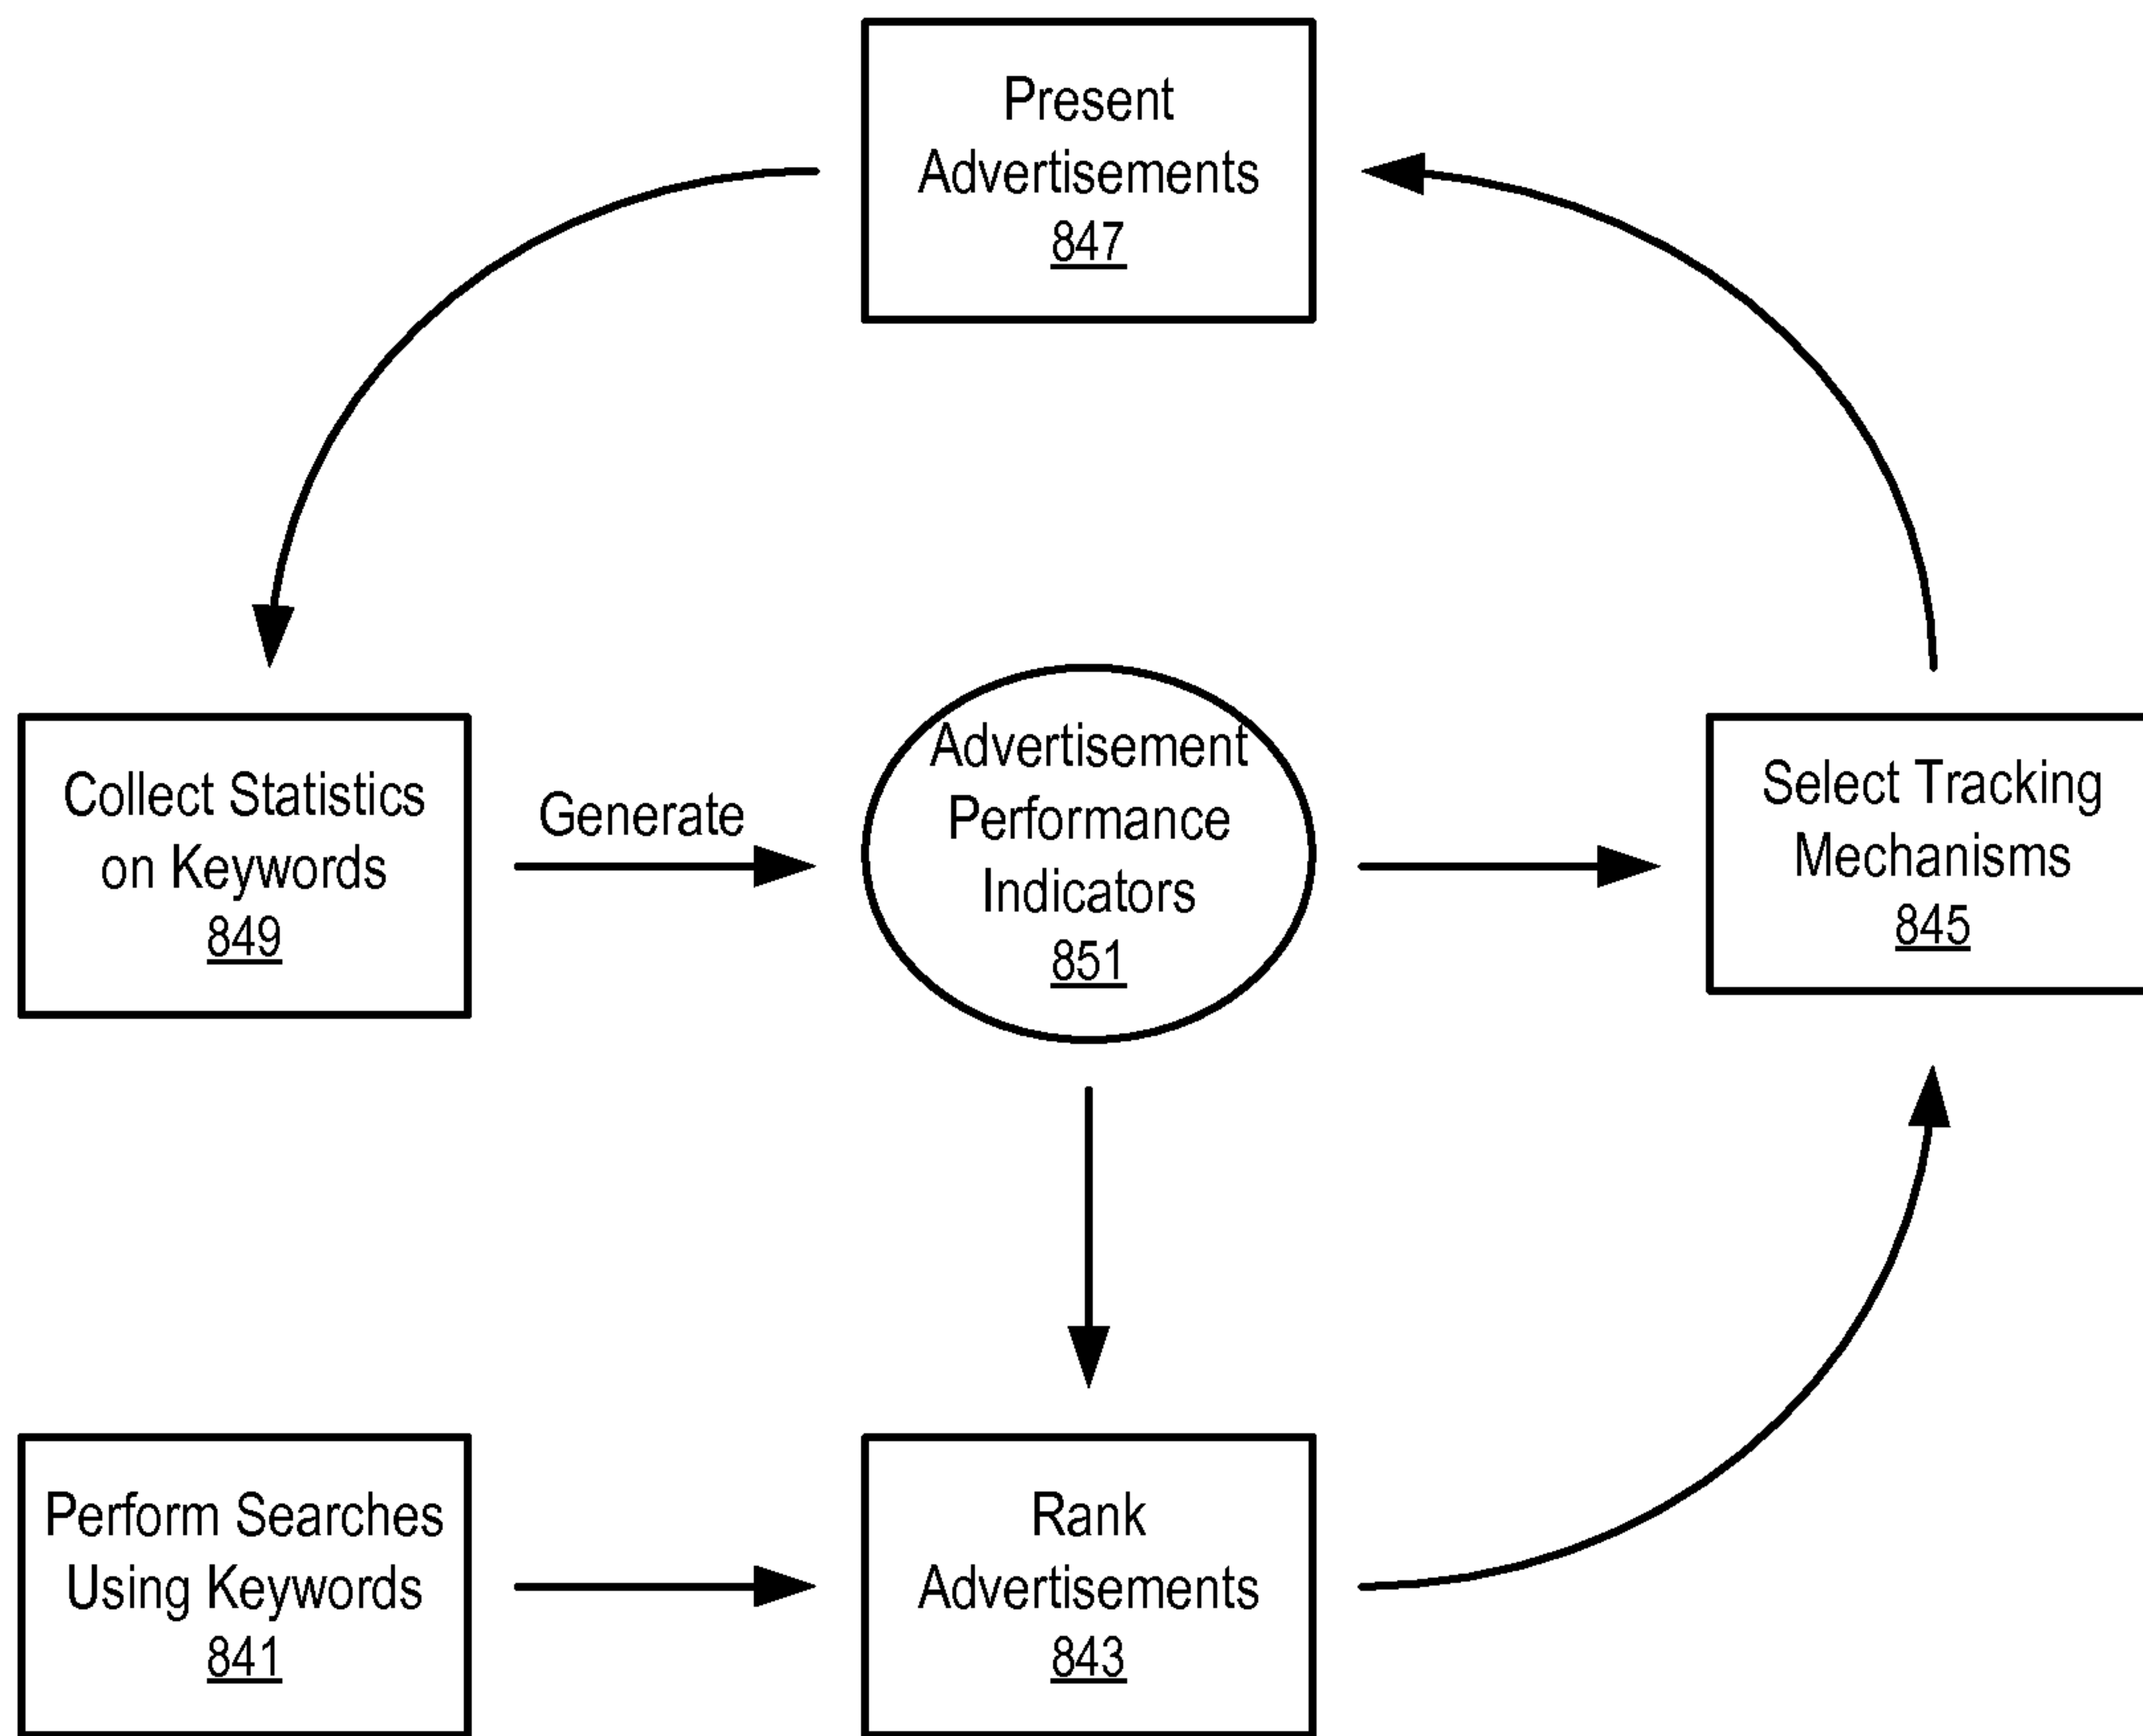 Present
Advertisements
847
Collect Statistics
on Keywords
849
Generate
Advertisement
Performance
Indicators
851
Select Tracking
Mechanisms
845
Perform Searches
Using Keywords
841
Rank
Advertisements
843